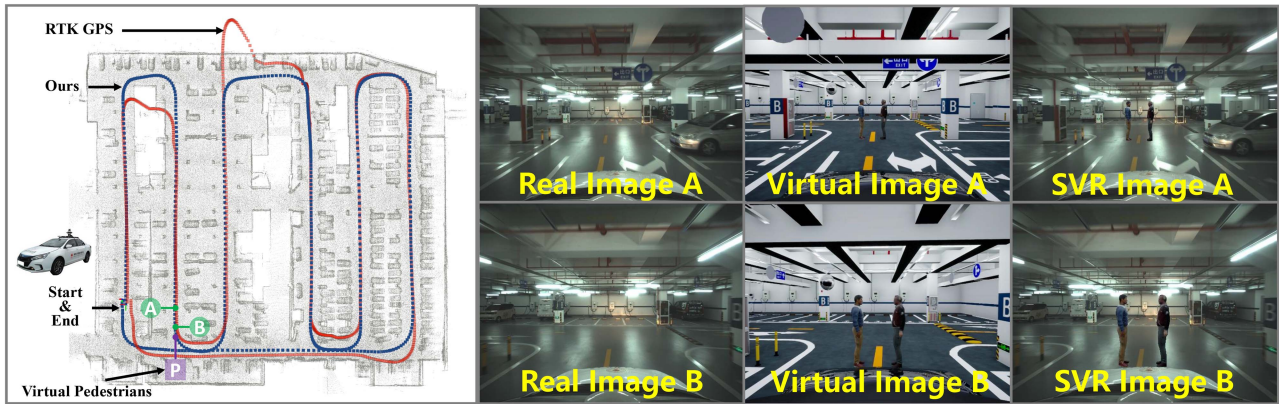 RTK GPS
Ours
A
B
Start
&
End
P
Virtual Pedestrians
Real Image A
EXIT
B
B
Virtual Image A
SVR Image A
Real Image B
B
B
B
Virtual Image B
SVR Image B